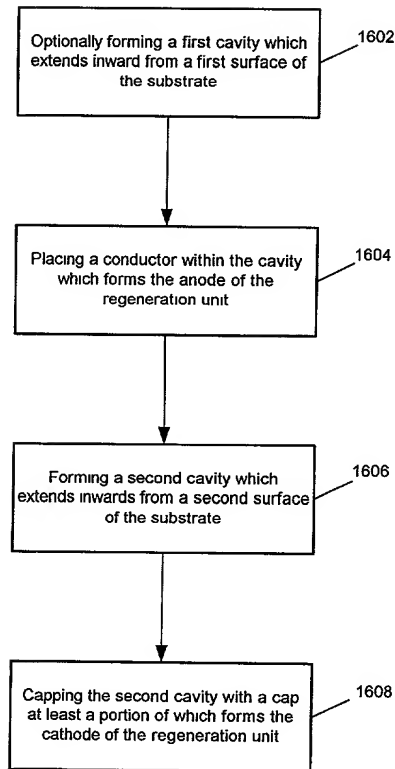 Optionally forming a first cavity which
extends inward from a first surface of
the substrate
1602
Placing a conductor within the cavity
which forms the anode of the
regeneration unit
1604
Forming a second cavity which
extends inwards from a second surface
of the substrate
1606
Capping the second cavity with a cap
at least a portion of which forms the
cathode of the regeneration unit
1608